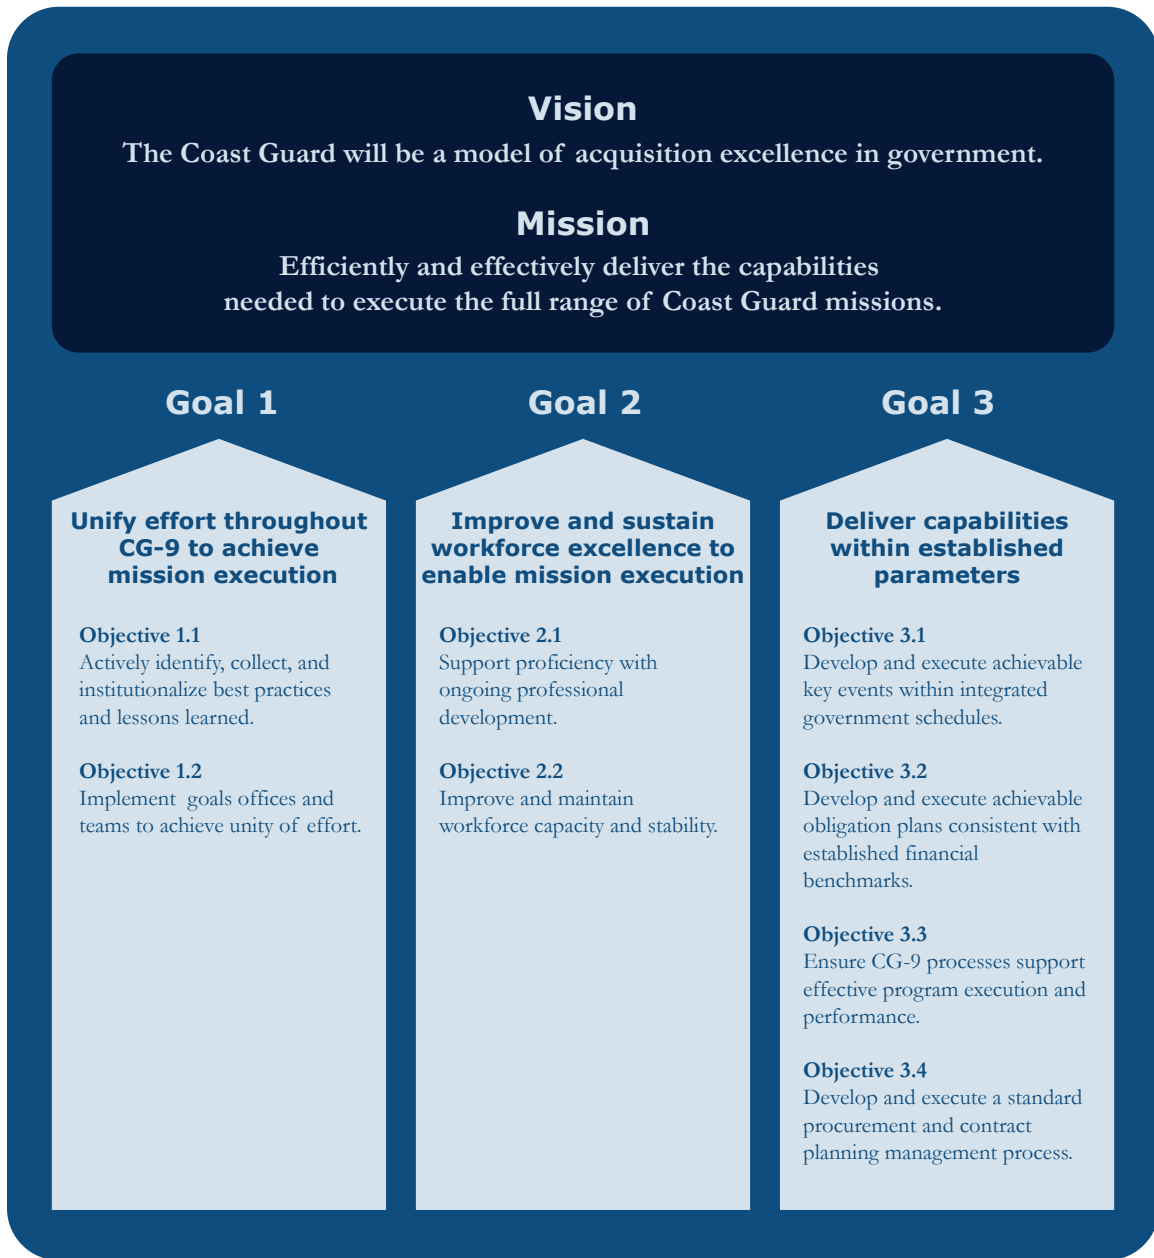 Vision
The Coast Guard will be a model of acquisition excellence in government.
Mission
Efficiently and effectively deliver the capabilities
needed to execute the full range of Coast Guard missions.
Goal 1
Unify effort throughout
CG-9 to achieve
mission execution
Objective 1.1
Actively identify, collect, and
institutionalize best practices
and lessons learned.
Objective 1.2
Implement goals offices and
teams to achieve unity of effort.
Goal 2
Improve and sustain
workforce excellence to
enable mission execution
Objective 2.1
Support proficiency with
ongoing professional
development.
Objective 2.2
Improve and maintain
workforce capacity and stability.
Goal 3
Deliver capabilities
within established
parameters
Objective 3.1
Develop and execute achievable
key events within integrated
government schedules.
Objective 3.2
Develop and execute achievable
obligation plans consistent with
established financial
benchmarks.
Objective 3.3
Ensure CG-9 processes support
effective program execution and
performance.
Objective 3.4
Develop and execute a standard
procurement and contract
planning management process.